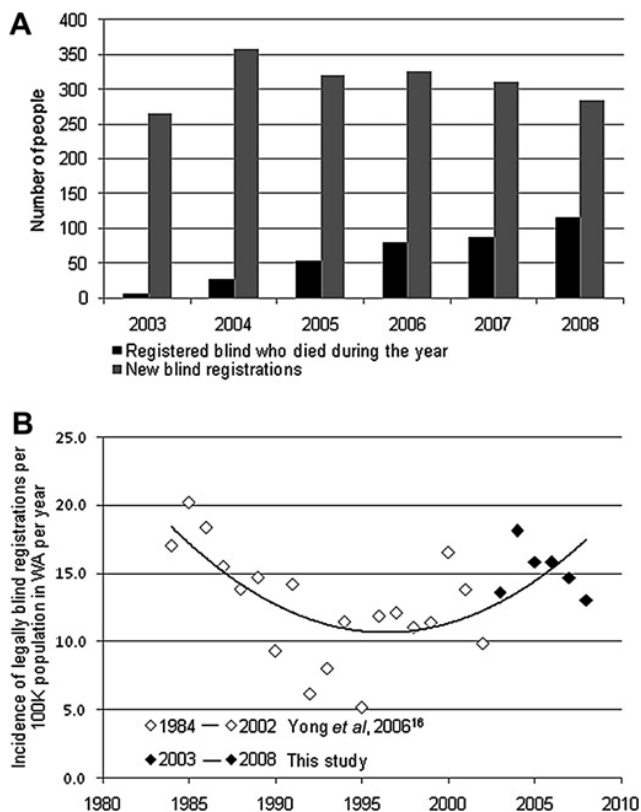 A
400
350
300
250
200
150
100
50
0
Number of people
2003 2004 2005 2006 2007 2008
■ Registered blind who died during the year
■ New blind registrations
B
25.0
20.0
15.0
10.0
5.0
0.0
Incidence of legally blind registrations per
100K population in WA per year
◇ 1984 — ◇ 2002 Yong et al, 2006¹⁶
◆ 2003 — ◆ 2008 This study
1980 1985 1990 1995 2000 2005 2010